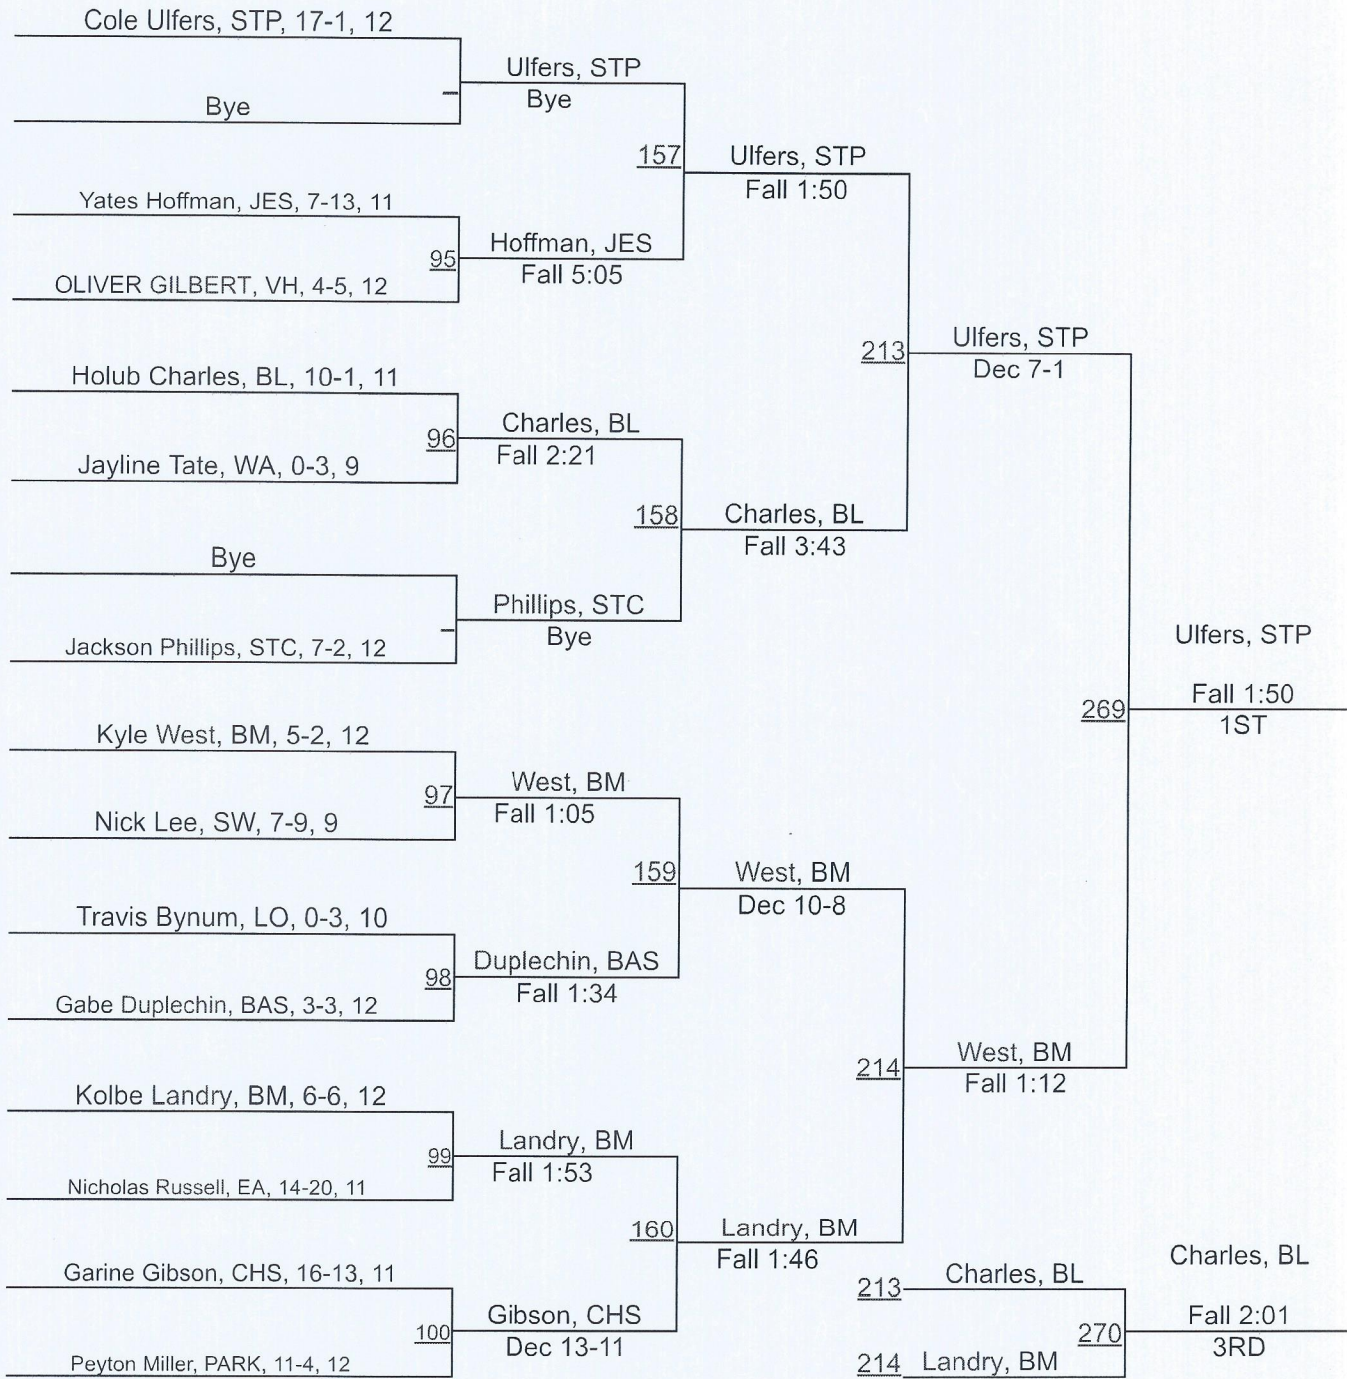 Cole Ulfers, STP, 17-1, 12
Bye
Ulfers, STP
Bye
Yates Hoffman, JES, 7-13, 11
OLIVER GILBERT, VH, 4-5, 12
95
Hoffman, JES
Fall 5:05
157
Ulfers, STP
Fall 1:50
Holub Charles, BL, 10-1, 11
Jayline Tate, WA, 0-3, 9
96
Charles, BL
Fall 2:21
Bye
Jackson Phillips, STC, 7-2, 12
Phillips, STC
Bye
158
Charles, BL
Fall 3:43
213
Ulfers, STP
Dec 7-1
Kyle West, BM, 5-2, 12
Nick Lee, SW, 7-9, 9
97
West, BM
Fall 1:05
Travis Bynum, LO, 0-3, 10
Gabe Duplechin, BAS, 3-3, 12
98
Duplechin, BAS
Fall 1:34
159
West, BM
Dec 10-8
Kolbe Landry, BM, 6-6, 12
Nicholas Russell, EA, 14-20, 11
99
Landry, BM
Fall 1:53
Garine Gibson, CHS, 16-13, 11
Peyton Miller, PARK, 11-4, 12
100
Gibson, CHS
Dec 13-11
160
Landry, BM
Fall 1:46
214
West, BM
Fall 1:12
269
Ulfers, STP
Fall 1:50
1ST
213
Charles, BL
214
Landry, BM
270
Charles, BL
Fall 2:01
3RD